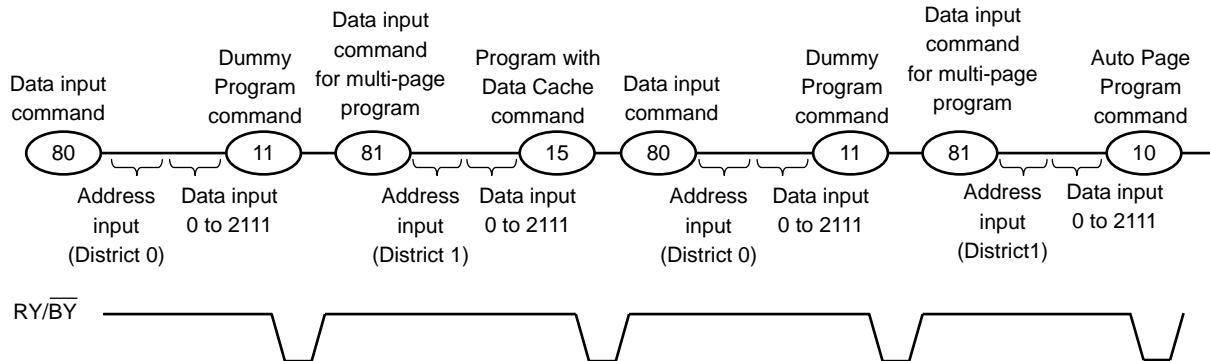 Data input
command
Dummy
Program
command
Data input
command
for multi-page
program
Program with
Data Cache
command
Data input
command
Dummy
Program
command
Data input
command
for multi-page
program
Auto Page
Program
command
80
11
81
15
80
11
81
10
Address
input
(District 0)
Data input
0 to 2111
Address
input
(District 1)
Data input
0 to 2111
Address
input
(District 0)
Data input
0 to 2111
Address
input
(District1)
Data input
0 to 2111
RY/B̅Y̅